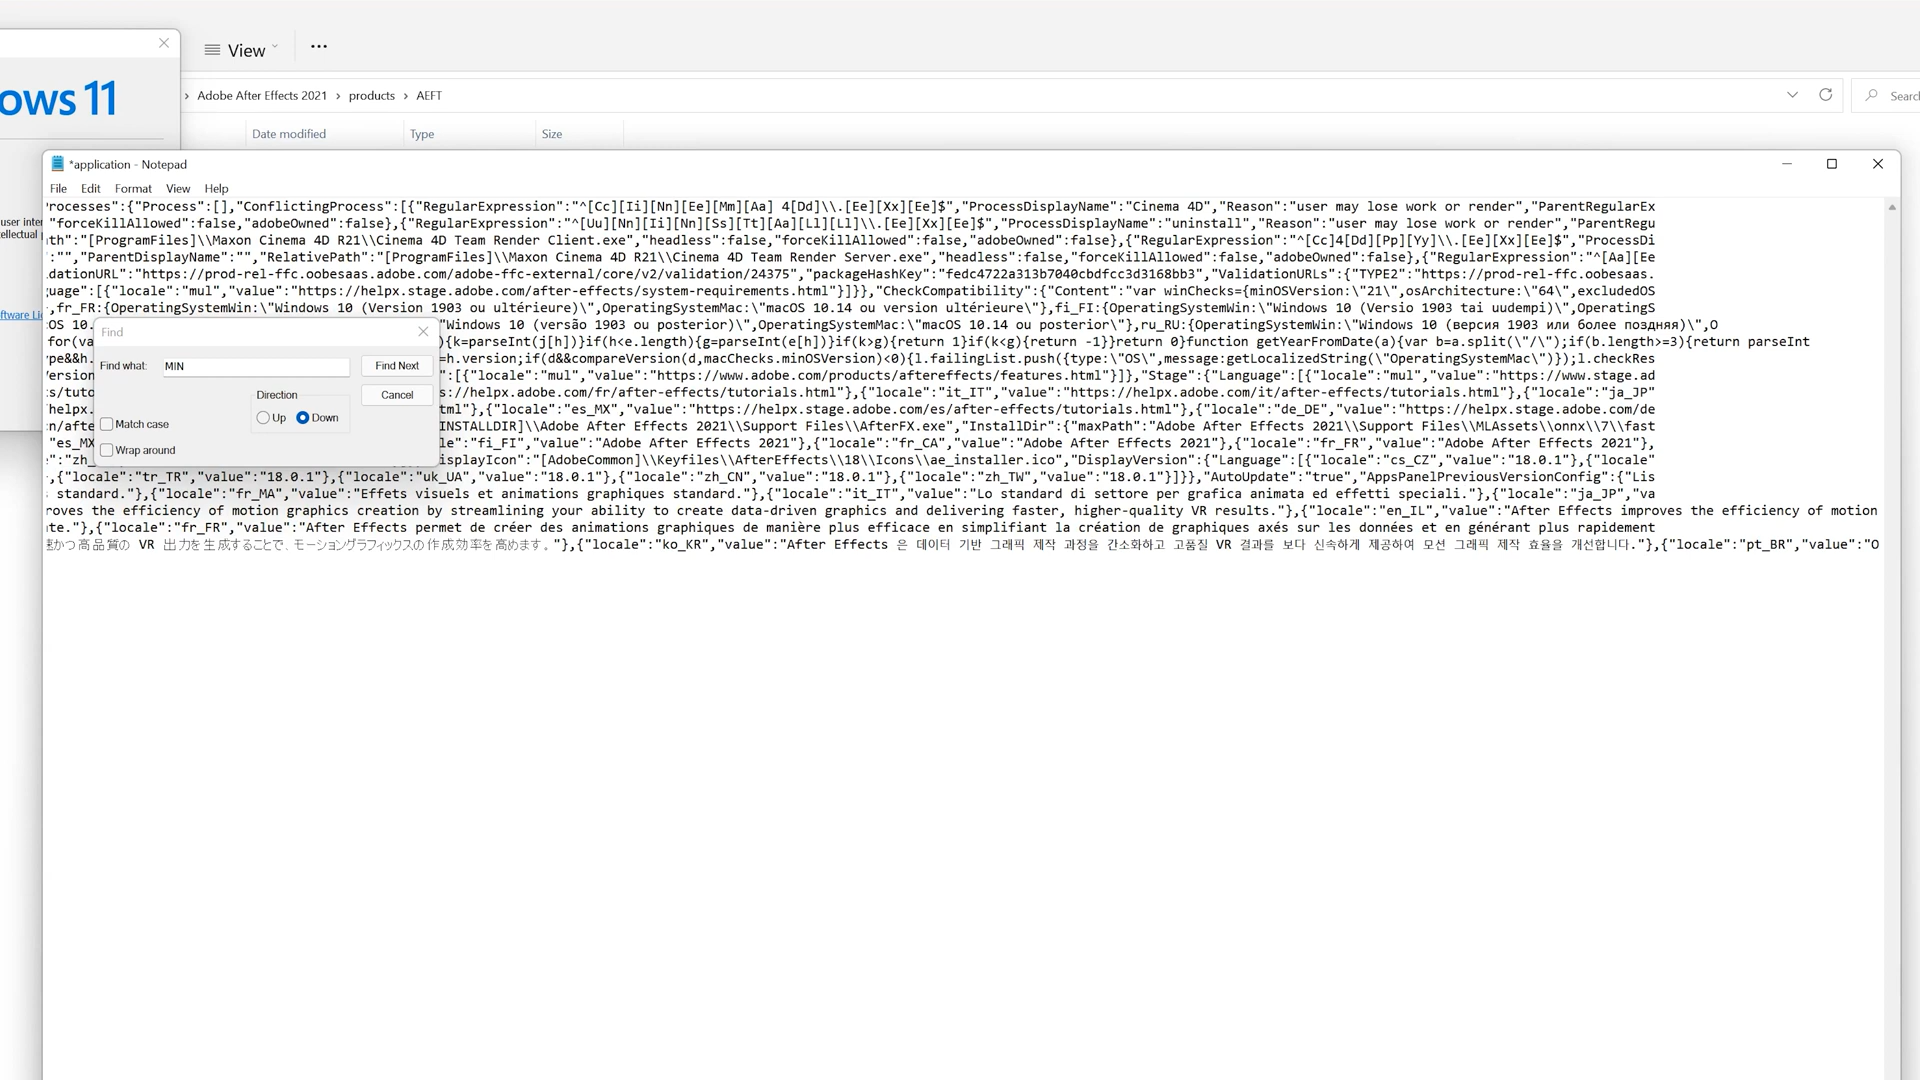 View
...
ows 11
Adobe After Effects 2021 › products › AEFT
Search
Date modified
Type
Size
*application - Notepad
File Edit Format View Help
rocesses":{"Process":[],"ConflictingProcess":[{"RegularExpression":"^[Cc][Ii][Nn][Ee][Mm][Aa] 4[Dd]\\.[Ee][Xx][Ee]$","ProcessDisplayName":"Cinema 4D","Reason":"user may lose work or render","ParentRegularEx
"forceKillAllowed":false,"adobeOwned":false},{"RegularExpression":"^[Uu][Nn][Ii][Nn][Ss][Tt][Aa][Ll][Ll]\\.[Ee][Xx][Ee]$","ProcessDisplayName":"uninstall","Reason":"user may lose work or render","ParentRegu
th":"[ProgramFiles]\\Maxon Cinema 4D R21\\Cinema 4D Team Render Client.exe","headless":false,"forceKillAllowed":false,"adobeOwned":false},{"RegularExpression":"^[Cc]4[Dd][Pp][Yy]\\.[Ee][Xx][Ee]$","ProcessDi
:"","ParentDisplayName":"","RelativePath":"[ProgramFiles]\\Maxon Cinema 4D R21\\Cinema 4D Team Render Server.exe","headless":false,"forceKillAllowed":false,"adobeOwned":false},{"RegularExpression":"^[Aa][Ee
idationURL":"https://prod-rel-ffc.oobesaas.adobe.com/adobe-ffc-external/core/v2/validation/24375","packageHashKey":"fedc4722a313b7040cbdfcc3d3168bb3","ValidationURLs":{"TYPE2":"https://prod-rel-ffc.oobesaas.
guage":[{"locale":"mul","value":"https://helpx.stage.adobe.com/after-effects/system-requirements.html"}]}},"CheckCompatibility":{"Content":"var winChecks={minOSVersion:\"21\",osArchitecture:\"64\",excludedOS
,fr_FR:{OperatingSystemWin:\"Windows 10 (Version 1903 ou ultérieure)\",OperatingSystemMac:\"macOS 10.14 ou version ultérieure\"},fi_FI:{OperatingSystemWin:\"Windows 10 (Versio 1903 tai uudempi)\",OperatingS
OS 10. "Windows 10 (versão 1903 ou posterior)\",OperatingSystemMac:\"macOS 10.14 ou posterior\"},ru_RU:{OperatingSystemWin:\"Windows 10 (версия 1903 или более поздняя)\",O
for(va {k=parseInt(j[h])}if(h<e.length){g=parseInt(e[h])}if(k>g){return 1}if(k<g){return -1}}return 0}function getYearFromDate(a){var b=a.split(\"/\");if(b.length>=3){return parseInt
ype&&h. =h.version;if(d&&compareVersion(d,macChecks.minOSVersion)<0){l.failingList.push({type:\"OS\",message:getLocalizedString(\"OperatingSystemMac\")});l.checkRes
Version :[{"locale":"mul","value":"https://www.adobe.com/products/aftereffects/features.html"}]},"Stage":{"Language":[{"locale":"mul","value":"https://www.stage.ad
ts/tuto s://helpx.adobe.com/fr/after-effects/tutorials.html"},{"locale":"it_IT","value":"https://helpx.adobe.com/it/after-effects/tutorials.html"},{"locale":"ja_JP"
/helpx. tml"},{"locale":"es_MX","value":"https://helpx.stage.adobe.com/es/after-effects/tutorials.html"},{"locale":"de_DE","value":"https://helpx.stage.adobe.com/de
n/after INSTALLDIR]\\Adobe After Effects 2021\\Support Files\\AfterFX.exe","InstallDir":{"maxPath":"Adobe After Effects 2021\\Support Files\\MLAssets\\onnx\\7\\fast
"es_MX le":"fi_FI","value":"Adobe After Effects 2021"},{"locale":"fr_CA","value":"Adobe After Effects 2021"},{"locale":"fr_FR","value":"Adobe After Effects 2021"},
e":"zh_ isplayIcon":"[AdobeCommon]\\Keyfiles\\AfterEffects\\18\\Icons\\ae_installer.ico","DisplayVersion":{"Language":[{"locale":"cs_CZ","value":"18.0.1"},{"locale"
,{"locale":"tr_TR","value":"18.0.1"},{"locale":"uk_UA","value":"18.0.1"},{"locale":"zh_CN","value":"18.0.1"},{"locale":"zh_TW","value":"18.0.1"}]}},"AutoUpdate":"true","AppsPanelPreviousVersionConfig":{"Lis
s standard."},{"locale":"fr_MA","value":"Effets visuels et animations graphiques standard."},{"locale":"it_IT","value":"Lo standard di settore per grafica animata ed effetti speciali."},{"locale":"ja_JP","va
roves the efficiency of motion graphics creation by streamlining your ability to create data-driven graphics and delivering faster, higher-quality VR results."},{"locale":"en_IL","value":"After Effects improves the efficiency of motion
te."},{"locale":"fr_FR","value":"After Effects permet de créer des animations graphiques de manière plus efficace en simplifiant la création de graphiques axés sur les données et en générant plus rapidement
速かつ高品質の VR 出力を生成することで、モーショングラフィックスの作成効率を高めます。"},{"locale":"ko_KR","value":"After Effects 은 데이터 기반 그래픽 제작 과정을 간소화하고 고품질 VR 결과를 보다 신속하게 제공하여 모션 그래픽 제작 효율을 개선합니다."},{"locale":"pt_BR","value":"O
user inter
ellectual
ftware Lic
Find
Find what: MIN
Find Next
Cancel
Direction
Up Down
Match case
Wrap around